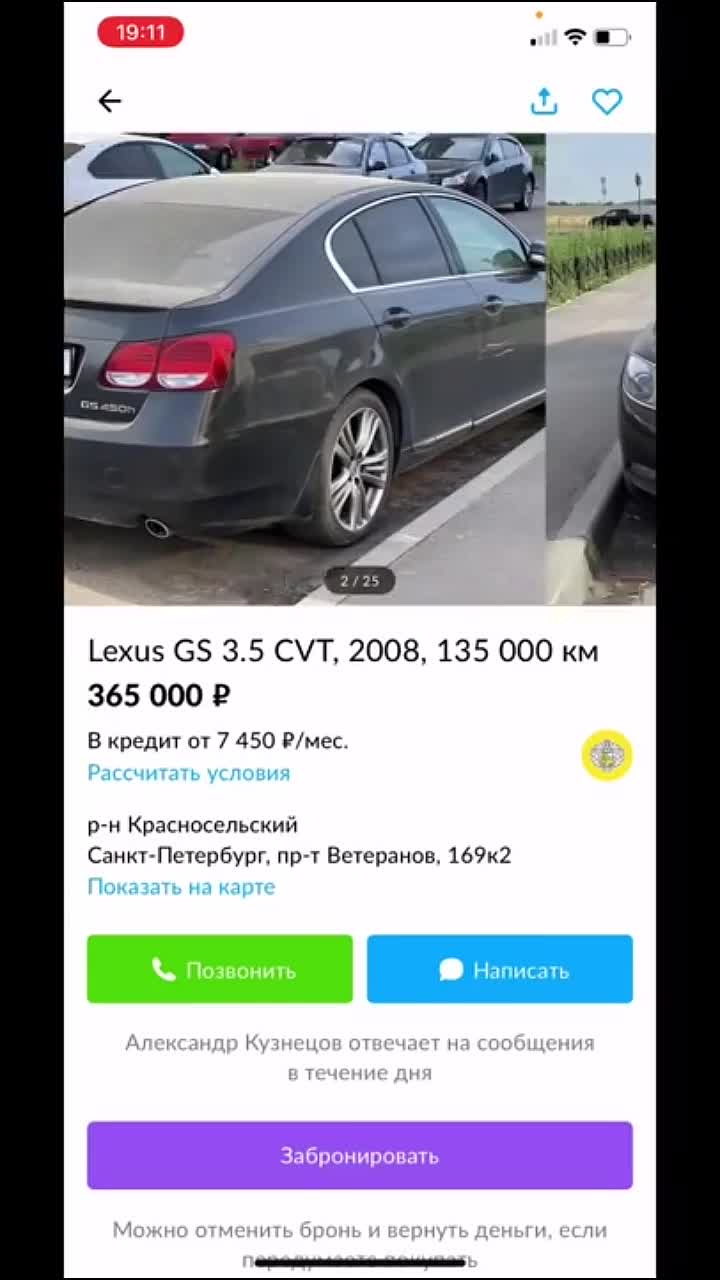 19:11
GS450h
2 / 25
Lexus GS 3.5 CVT, 2008, 135 000 км
365 000 ₽
В кредит от 7 450 ₽/мес.
Рассчитать условия
р-н Красносельский
Санкт-Петербург, пр-т Ветеранов, 169к2
Показать на карте
Позвонить
Написать
Александр Кузнецов отвечает на сообщения
в течение дня
Забронировать
Можно отменить бронь и вернуть деньги, если
передумаете покупать